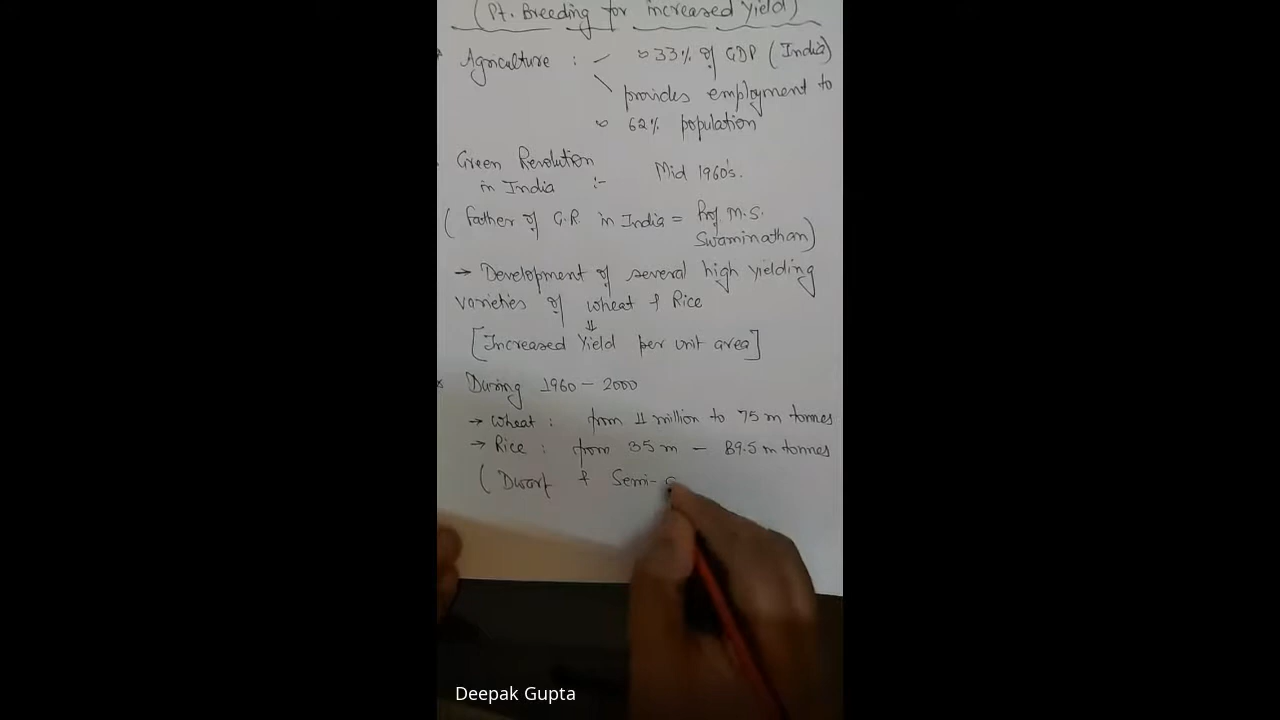 (Pt. Breeding for increased Yield)
Agriculture : - 33% of GDP (India)
provides employment to
62% population
Green Revolution
in India :- Mid 1960's.
(Father of G.R. in India = Prof M.S.
Swaminathan)
→ Development of several high yielding
varieties of wheat & Rice
⇓
[Increased Yield per unit area]
* During 1960 - 2000
→ Wheat : from 11 million to 75 m tonnes
→ Rice : from 35 m - 89.5 m tonnes
(Dwarf & Semi-
Deepak Gupta